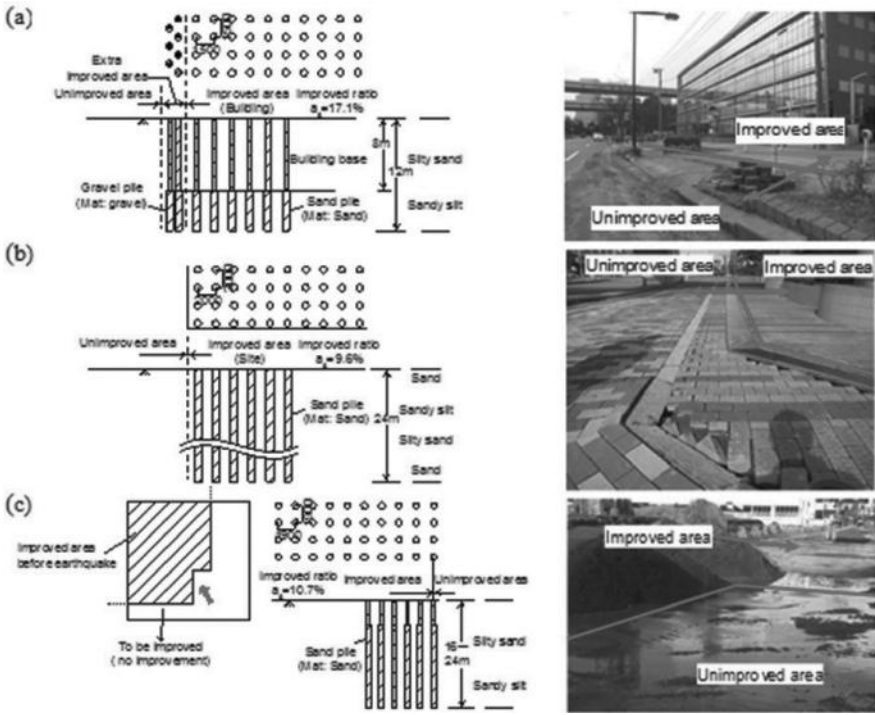 (a)
Extra
Improved area
Unimproved area
Improved area
(Building)
Improved ratio
aₛ=17.1%
Building base
8m
12m
Silty sand
Gravel pile
(Mat: gravel)
Sand pile
(Mat: Sand)
Sandy silt
Improved area
Unimproved area
(b)
Unimproved area
Improved area
(Site)
Improved ratio
aₛ=9.6%
Sand
Sand pile
(Mat: Sand)
24m
Sandy silt
Silty sand
Sand
Unimproved area
Improved area
(c)
Improved area
before earthquake
To be improved
( no improvement)
Improved ratio
aₛ=10.7%
Improved area
Unimproved area
Sand pile
(Mat: Sand)
16—
24m
Silty sand
Sandy silt
Improved area
Unimproved area